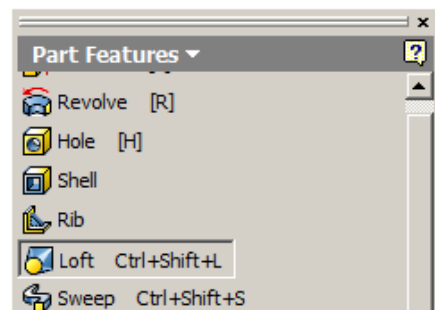 Part Features
Revolve [R]
Hole [H]
Shell
Rib
Loft Ctrl+Shift+L
Sweep Ctrl+Shift+S